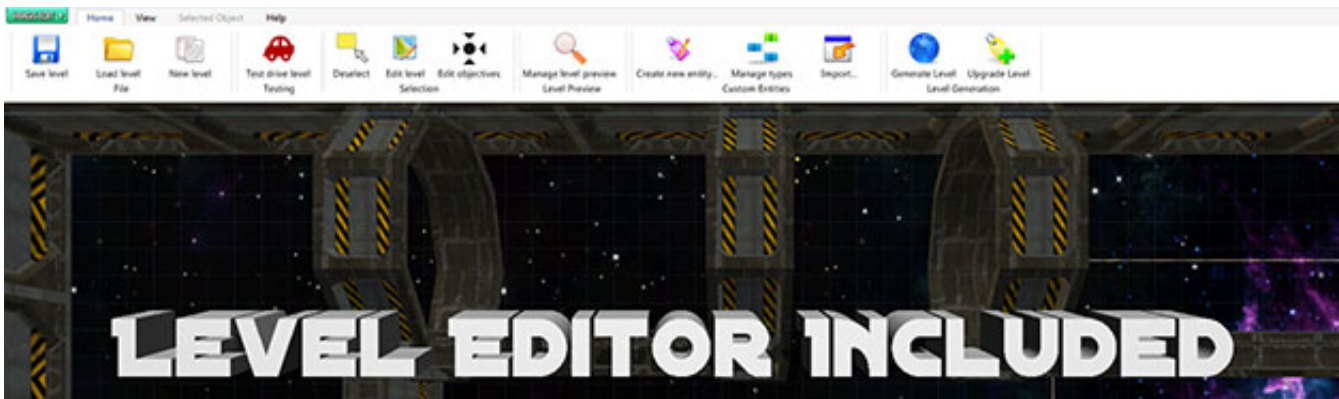 Home View Selected Object Help
Save level Load level New level Test drive level Deselect Edit level Edit objectives Manage level preview Create new entity... Manage types Import... Generate Level Upgrade Level
File Testing Selection Level Preview Custom Entities Level Generation
LEVEL EDITOR INCLUDED